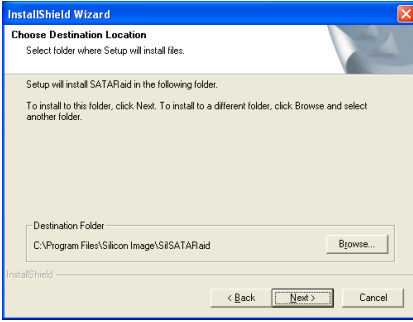 InstallShield Wizard
Choose Destination Location
Select folder where Setup will install files.
Setup will install SATARaid in the following folder.
To install to this folder, click Next. To install to a different folder, click Browse and select
another folder.
Destination Folder
C:\Program Files\Silicon Image\SiISATARaid
Browse...
InstallShield
< Back
Next >
Cancel